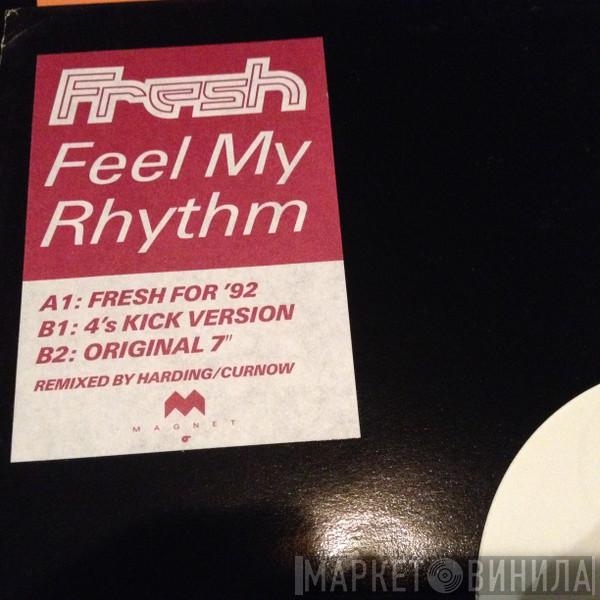 Fresh
Feel My
Rhythm
A1: FRESH FOR '92
B1: 4's KICK VERSION
B2: ORIGINAL 7"
REMIXED BY HARDING/CURNOW
MAGNET
МАРКЕТ ВИНИЛА